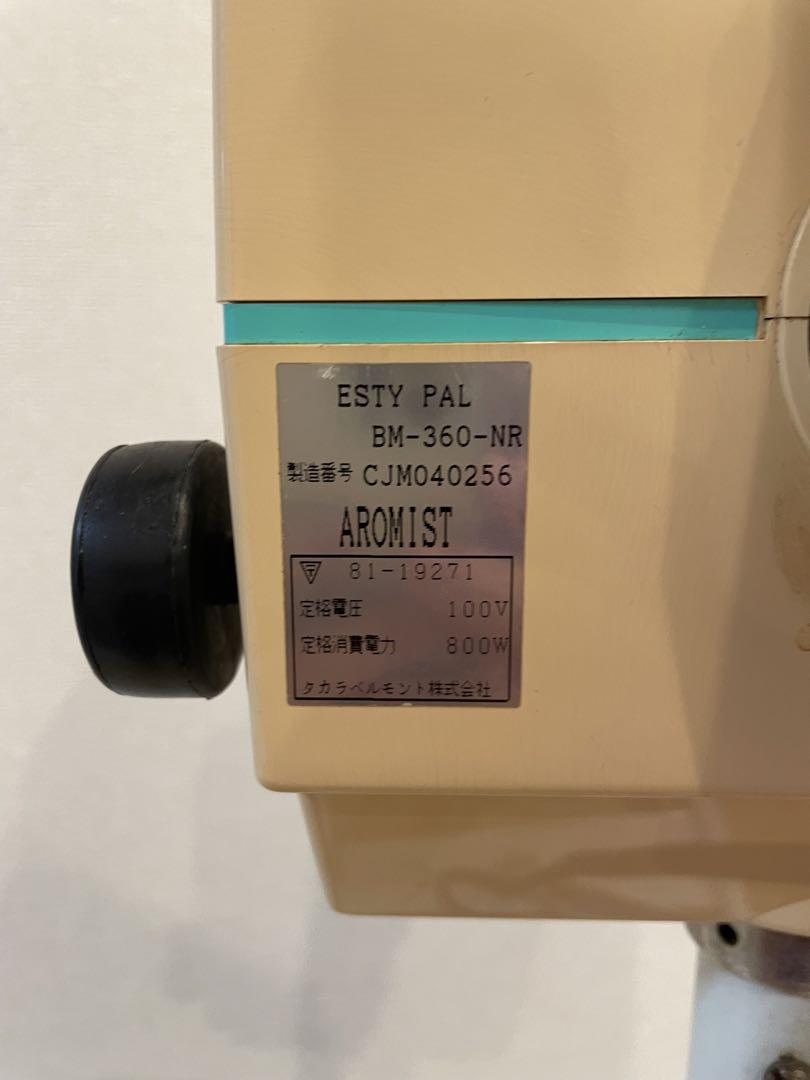 ESTY PAL
BM-360-NR
製造番号 CJM040256
AROMIST
〒 81-19271
定格電圧 100V
定格消費電力 800W
タカラベルモント株式会社